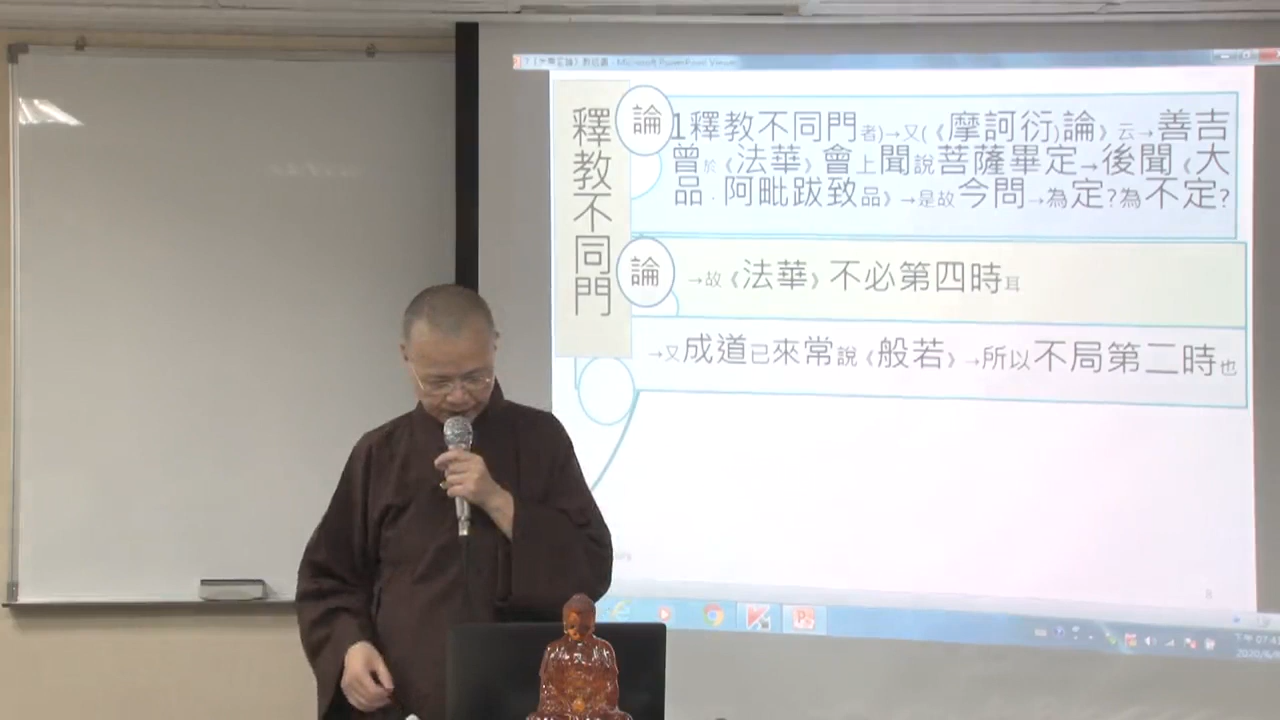 釋教不同門
論
1釋教不同門者)→又(《摩訶衍)論》云→善吉
曾於《法華》會上聞說菩薩畢定→後聞《大
品.阿毗跋致品》→是故今問→為定?為不定?
論
→故《法華》不必第四時耳
→又成道已來常說《般若》→所以不局第二時也